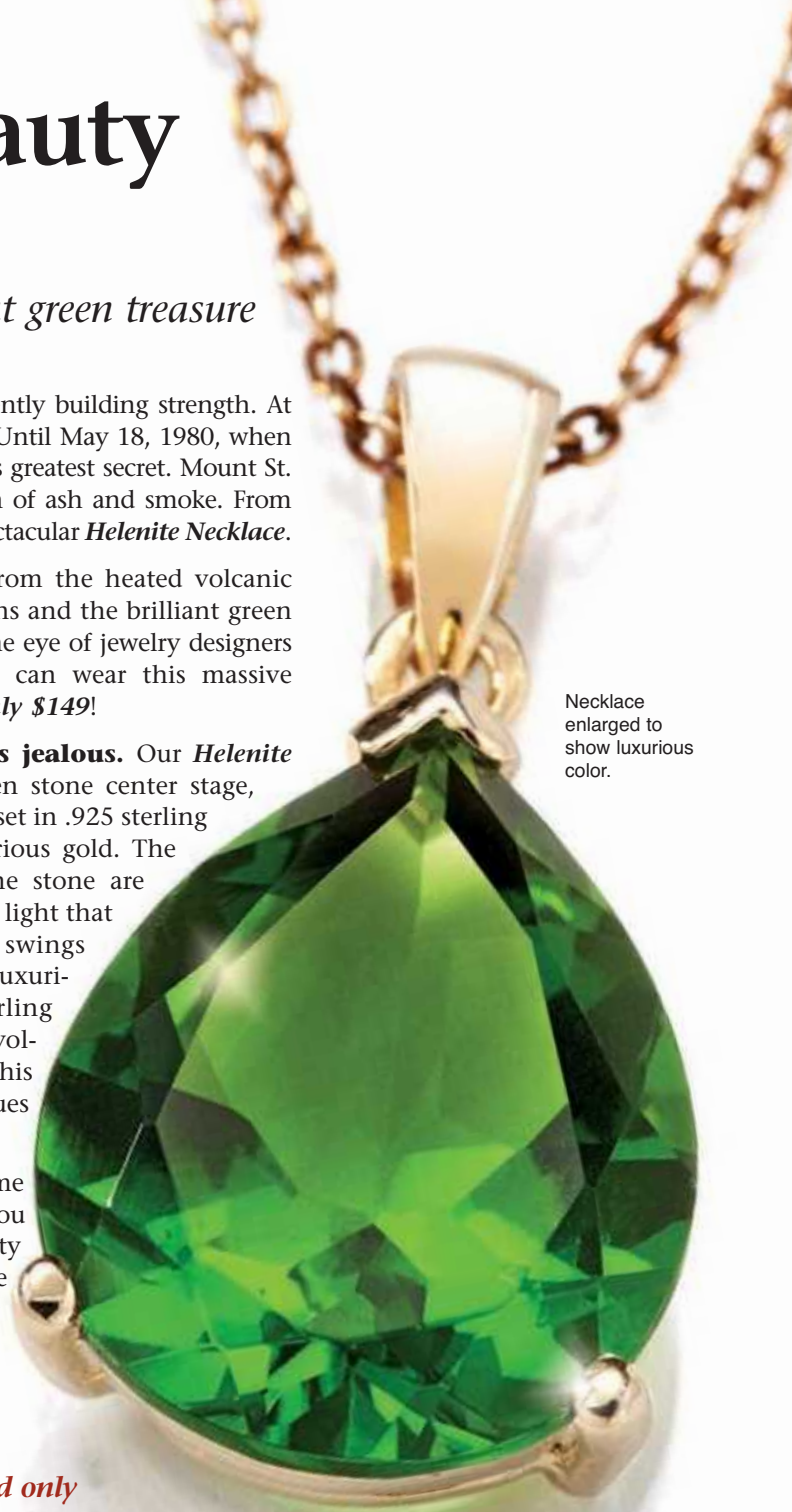 auty
t green treasure
ntly building strength. At
Until May 18, 1980, when
s greatest secret. Mount St.
n of ash and smoke. From
ctacular Helenite Necklace.
rom the heated volcanic
ns and the brilliant green
he eye of jewelry designers
can wear this massive
ly $149!
s jealous. Our Helenite
en stone center stage,
set in .925 sterling
rious gold. The
ne stone are
light that
swings
uxuri-
rling
vol-
his
ues
me
ou
ty
e
Necklace
enlarged to
show luxurious
color.
d only